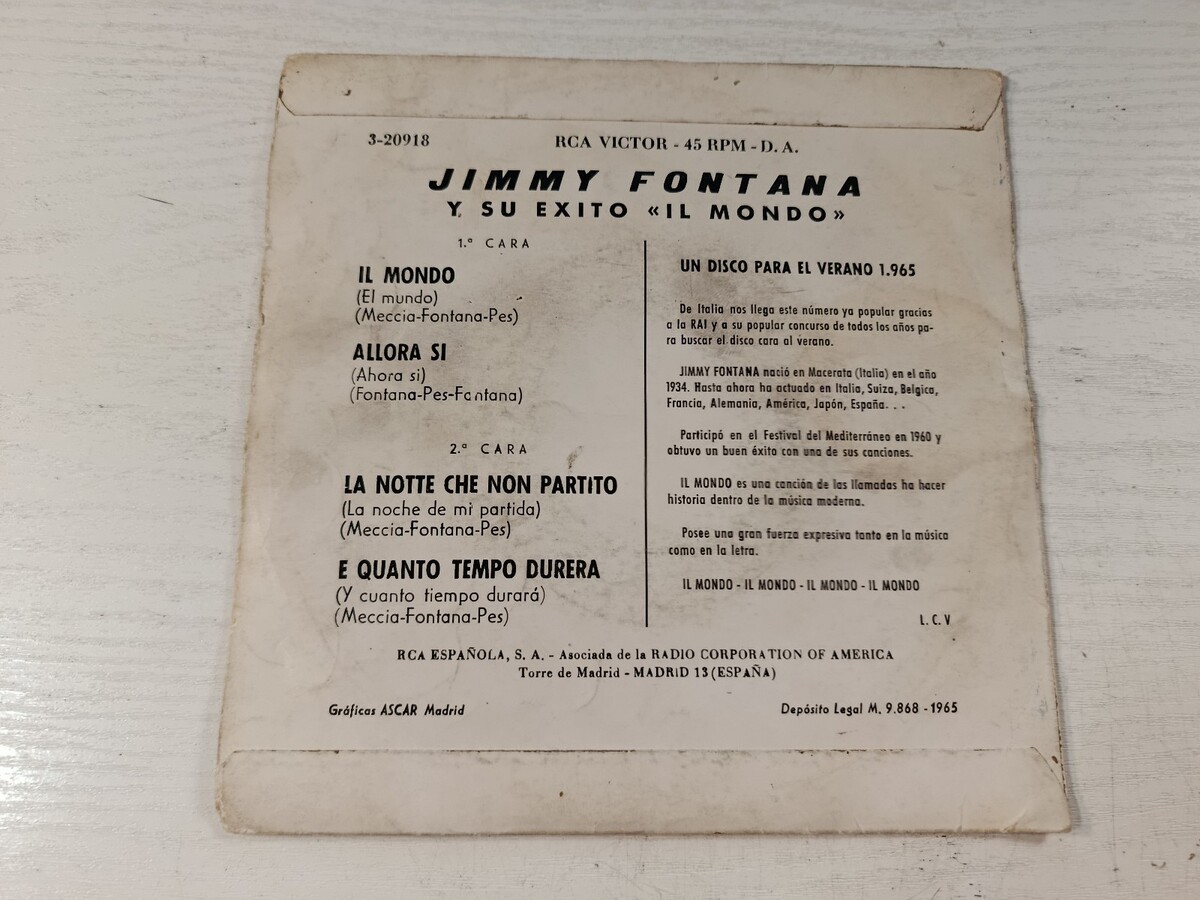 3-20918
RCA VICTOR - 45 RPM - D. A.
JIMMY FONTANA
Y SU EXITO «IL MONDO»
1.ª CARA
IL MONDO
(El mundo)
(Meccia-Fontana-Pes)
ALLORA SI
(Ahora si)
(Fontana-Pes-Fontana)
2.ª CARA
LA NOTTE CHE NON PARTITO
(La noche de mi partida)
(Meccia-Fontana-Pes)
E QUANTO TEMPO DURERA
(Y cuanto tiempo durará)
(Meccia-Fontana-Pes)
UN DISCO PARA EL VERANO 1.965
De Italia nos llega este número ya popular gracias
a la RAI y a su popular concurso de todos los años pa-
ra buscar el disco cara al verano.
JIMMY FONTANA nació en Macerata (Italia) en el año
1934. Hasta ahora ha actuado en Italia, Suiza, Belgica,
Francia, Alemania, América, Japón, España. . .
Participó en el Festival del Mediterráneo en 1960 y
obtuvo un buen éxito con una de sus canciones.
IL MONDO es una canción de las llamadas ha hacer
historia dentro de la música moderna.
Posee una gran fuerza expresiva tanto en la música
como en la letra.
IL MONDO - IL MONDO - IL MONDO - IL MONDO
L. C. V
RCA ESPAÑOLA, S. A. - Asociada de la RADIO CORPORATION OF AMERICA
Torre de Madrid - MADRID 13 (ESPAÑA)
Gráficas ASCAR Madrid
Depósito Legal M. 9.868 - 1965